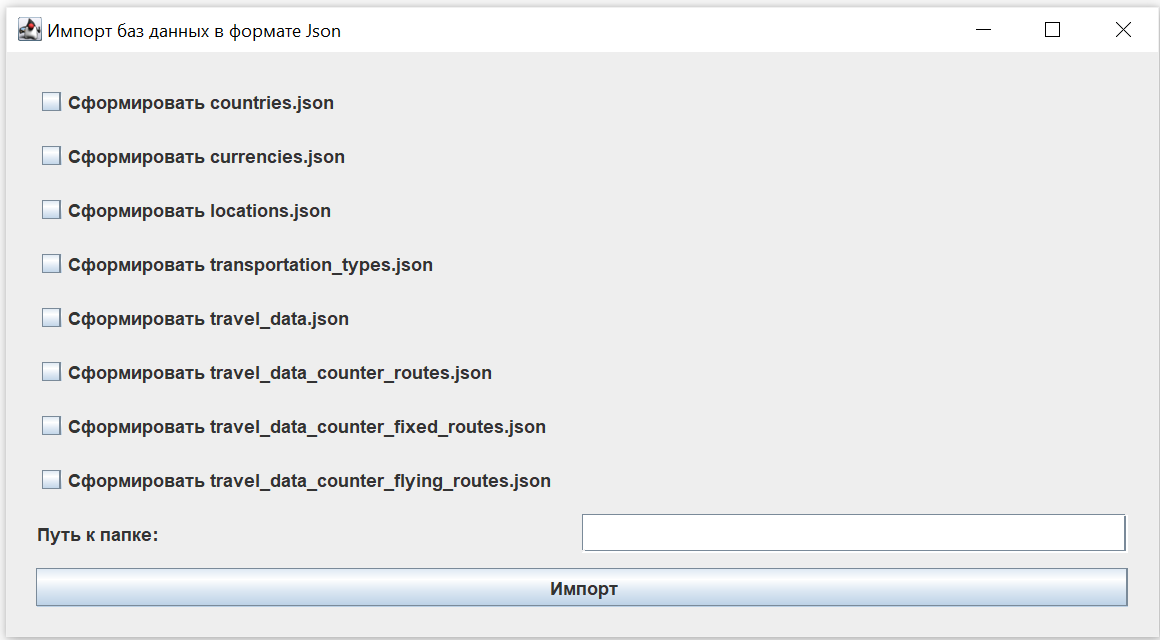 Импорт баз данных в формате Json
Сформировать countries.json
Сформировать currencies.json
Сформировать locations.json
Сформировать transportation_types.json
Сформировать travel_data.json
Сформировать travel_data_counter_routes.json
Сформировать travel_data_counter_fixed_routes.json
Сформировать travel_data_counter_flying_routes.json
Путь к папке:
Импорт